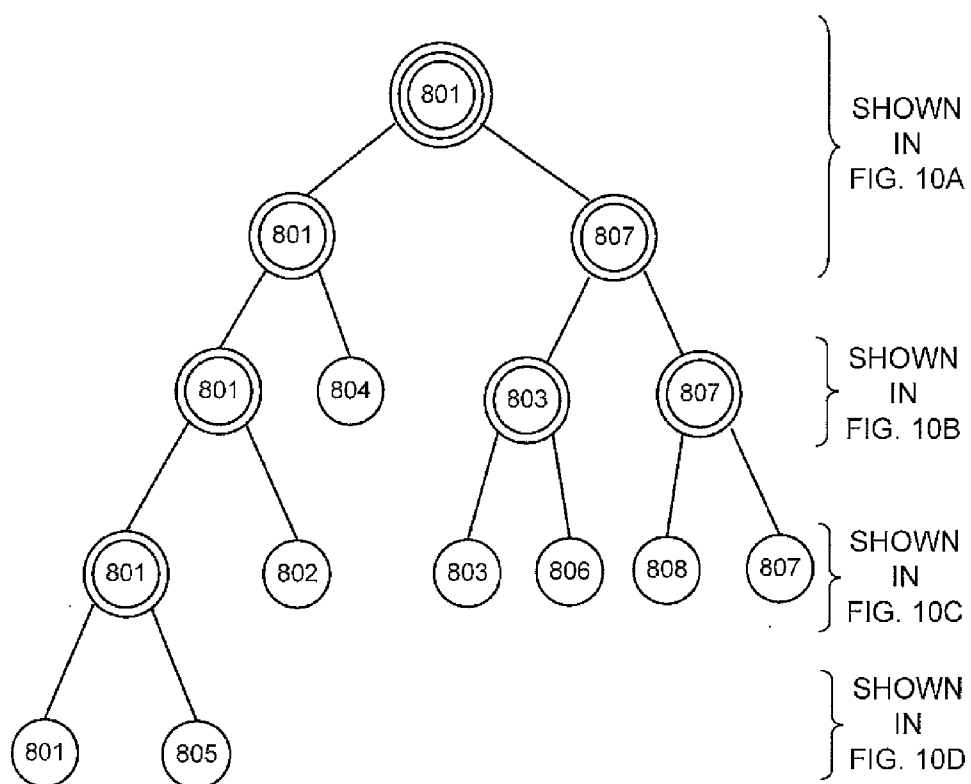 801
SHOWN
IN
FIG. 10A
801
807
801
804
803
807
SHOWN
IN
FIG. 10B
801
802
803
806
808
807
SHOWN
IN
FIG. 10C
801
805
SHOWN
IN
FIG. 10D